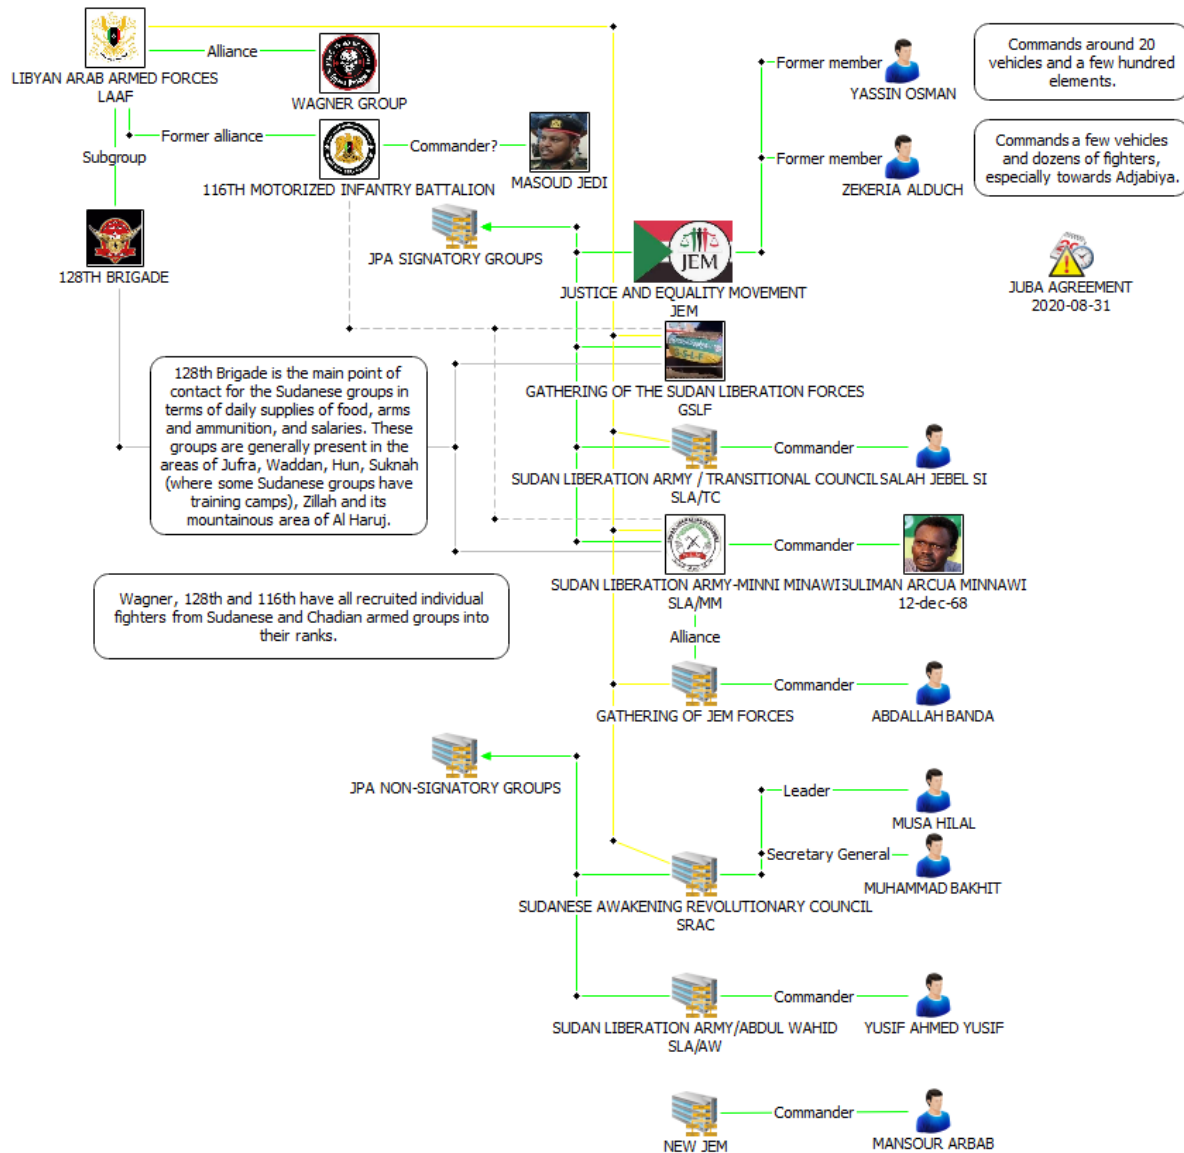 LIBYAN ARAB ARMED FORCES
LAAF
Alliance
WAGNER GROUP
Former alliance
Subgroup
116TH MOTORIZED INFANTRY BATTALION
Commander?
MASOUD JEDI
128TH BRIGADE
JPA SIGNATORY GROUPS
JEM
JUSTICE AND EQUALITY MOVEMENT
JEM
Former member
YASSIN OSMAN
Commands around 20
vehicles and a few hundred
elements.
Former member
ZEKERIA ALDUCH
Commands a few vehicles
and dozens of fighters,
especially towards Adjabiya.
JUBA AGREEMENT
2020-08-31
GATHERING OF THE SUDAN LIBERATION FORCES
GSLF
128th Brigade is the main point of
contact for the Sudanese groups in
terms of daily supplies of food, arms
and ammunition, and salaries. These
groups are generally present in the
areas of Jufra, Waddan, Hun, Suknah
(where some Sudanese groups have
training camps), Zillah and its
mountainous area of Al Haruj.
Commander
SUDAN LIBERATION ARMY / TRANSITIONAL COUNCIL
SLA/TC
SALAH JEBEL SI
Commander
SUDAN LIBERATION ARMY-MINNI MINAWI
SLA/MM
SULIMAN ARCUA MINNAWI
12-dec-68
Wagner, 128th and 116th have all recruited individual
fighters from Sudanese and Chadian armed groups into
their ranks.
Alliance
Commander
GATHERING OF JEM FORCES
ABDALLAH BANDA
JPA NON-SIGNATORY GROUPS
Leader
MUSA HILAL
Secretary General
MUHAMMAD BAKHIT
SUDANESE AWAKENING REVOLUTIONARY COUNCIL
SRAC
Commander
SUDAN LIBERATION ARMY/ABDUL WAHID
SLA/AW
YUSIF AHMED YUSIF
Commander
NEW JEM
MANSOUR ARBAB